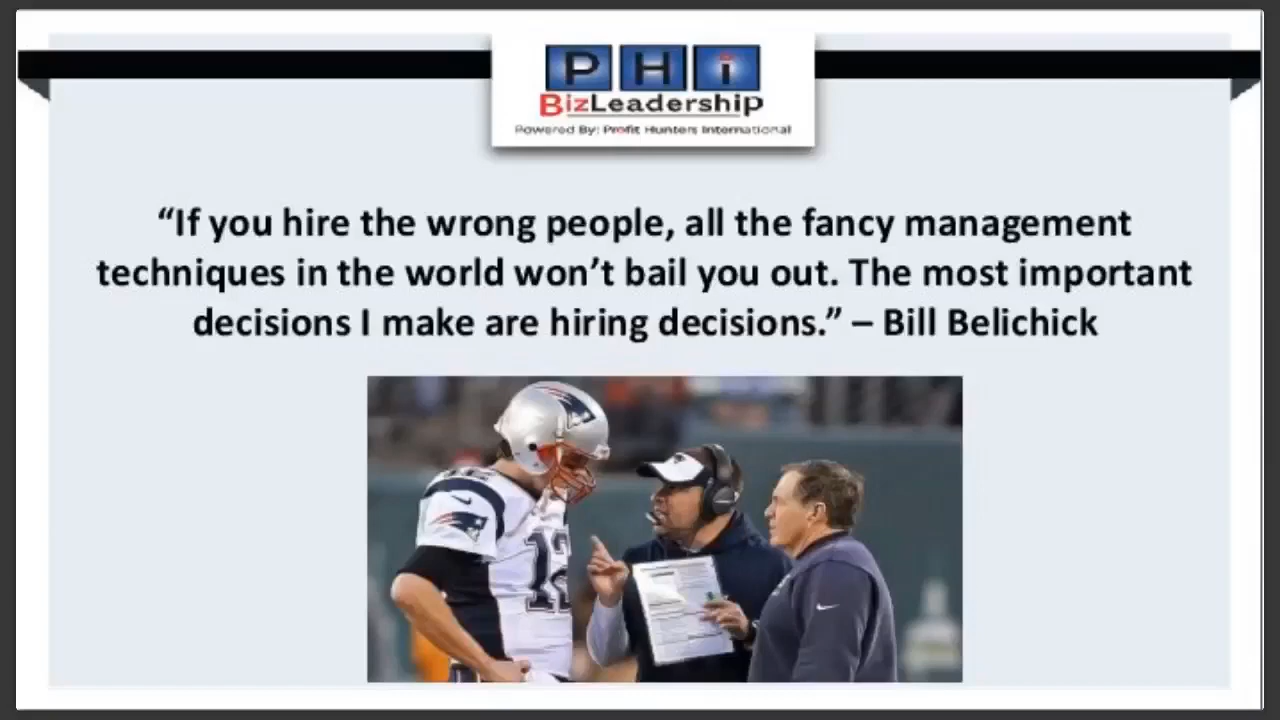 PHi
BizLeadership
Powered By: Profit Hunters International
“If you hire the wrong people, all the fancy management
techniques in the world won’t bail you out. The most important
decisions I make are hiring decisions.” – Bill Belichick
12